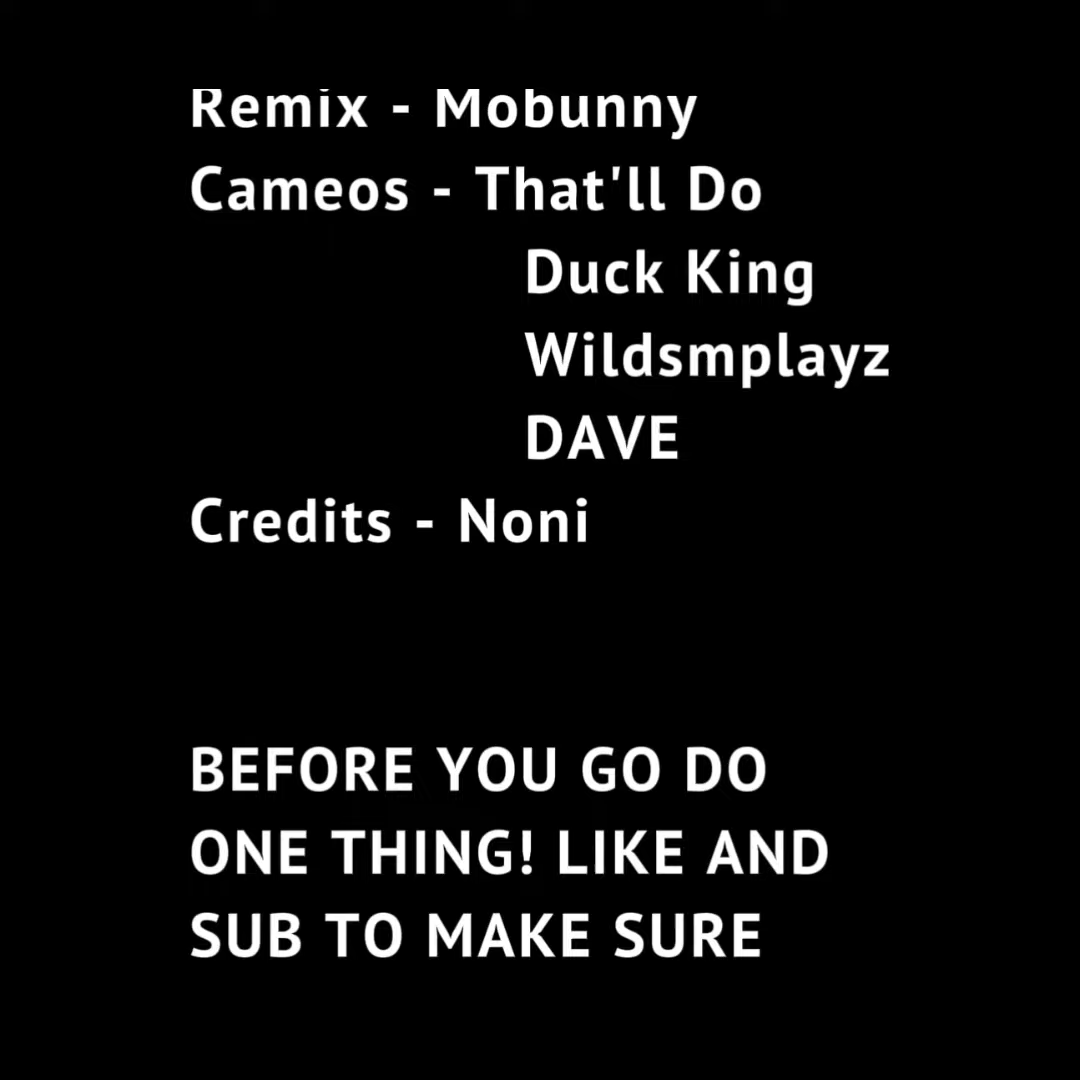 Remix - Mobunny
Cameos - That'll Do
Duck King
Wildsmplayz
DAVE
Credits - Noni
BEFORE YOU GO DO
ONE THING! LIKE AND
SUB TO MAKE SURE